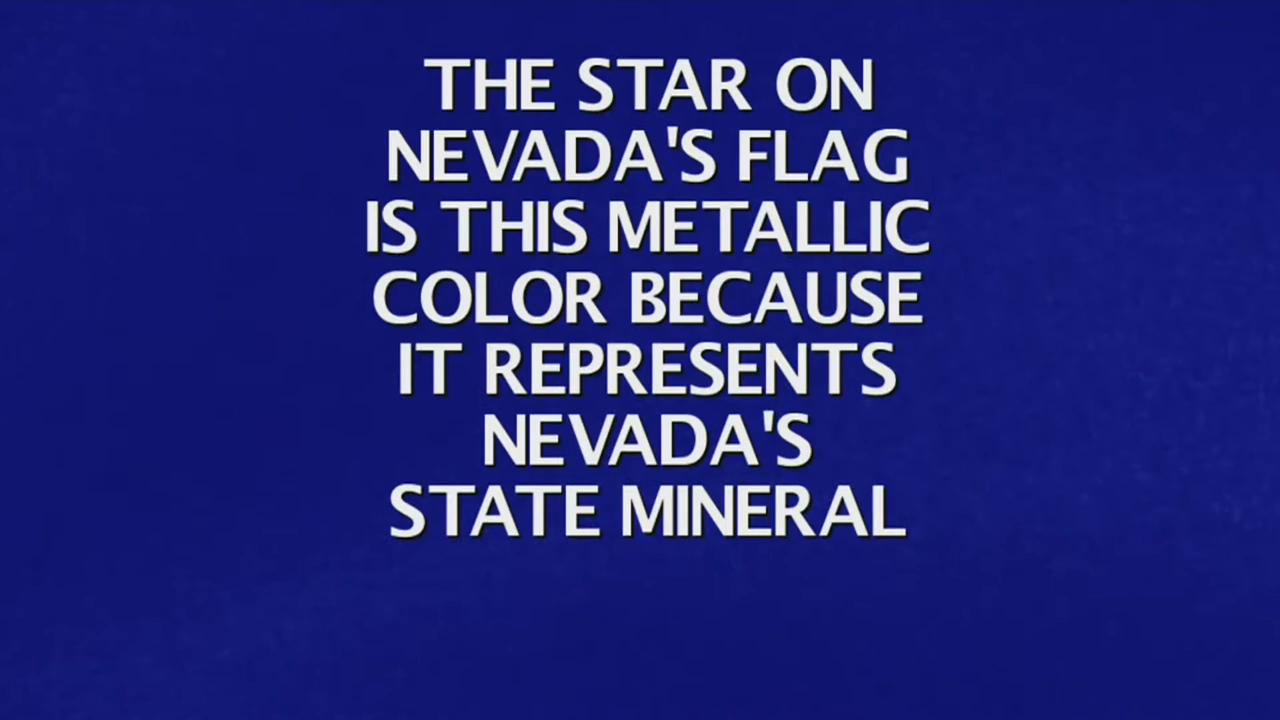 THE STAR ON
NEVADA'S FLAG
IS THIS METALLIC
COLOR BECAUSE
IT REPRESENTS
NEVADA'S
STATE MINERAL